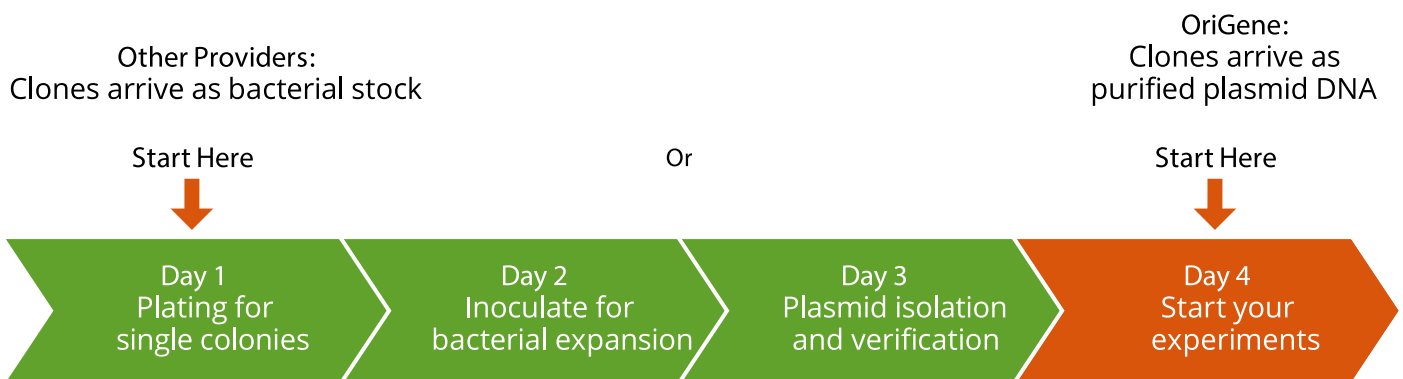 Other Providers:
Clones arrive as bacterial stock
Start Here
Or
OriGene:
Clones arrive as
purified plasmid DNA
Start Here
Day 1
Plating for
single colonies
Day 2
Inoculate for
bacterial expansion
Day 3
Plasmid isolation
and verification
Day 4
Start your
experiments